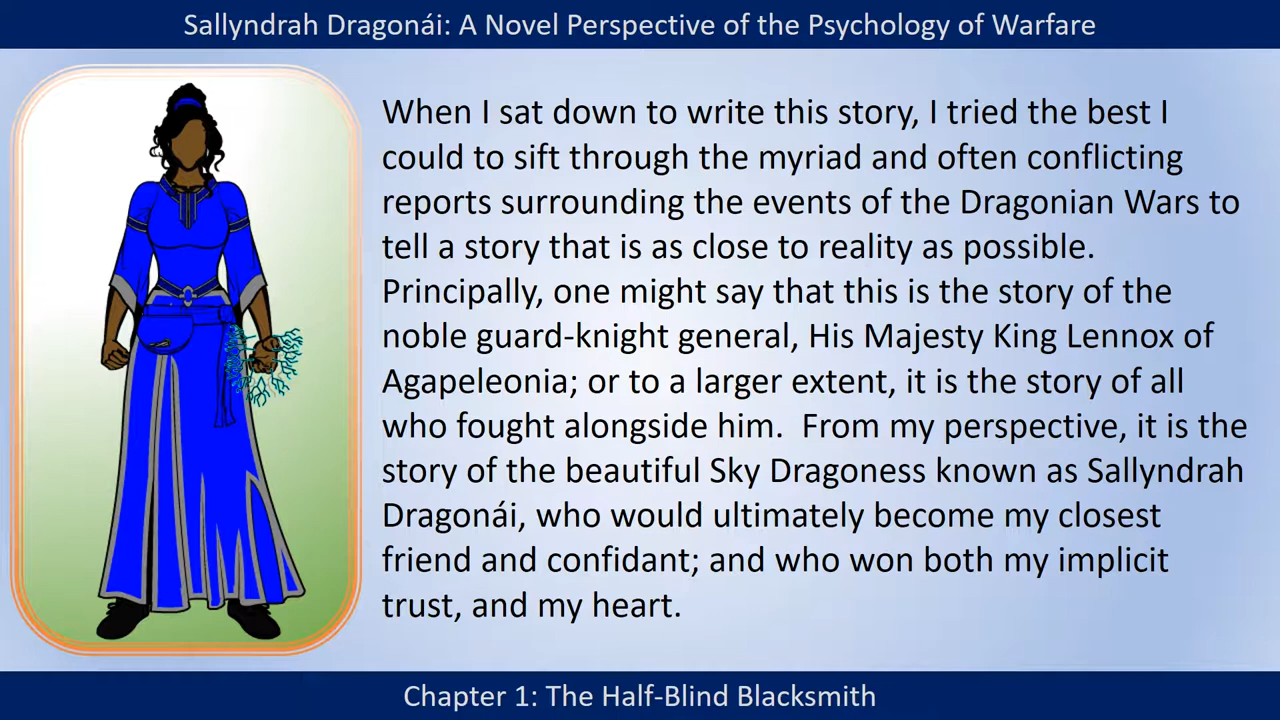 Sallyndrah Dragonái: A Novel Perspective of the Psychology of Warfare
When I sat down to write this story, I tried the best I
could to sift through the myriad and often conflicting
reports surrounding the events of the Dragonian Wars to
tell a story that is as close to reality as possible.
Principally, one might say that this is the story of the
noble guard-knight general, His Majesty King Lennox of
Agapeleonia; or to a larger extent, it is the story of all
who fought alongside him.  From my perspective, it is the
story of the beautiful Sky Dragoness known as Sallyndrah
Dragonái, who would ultimately become my closest
friend and confidant; and who won both my implicit
trust, and my heart.
Chapter 1: The Half-Blind Blacksmith